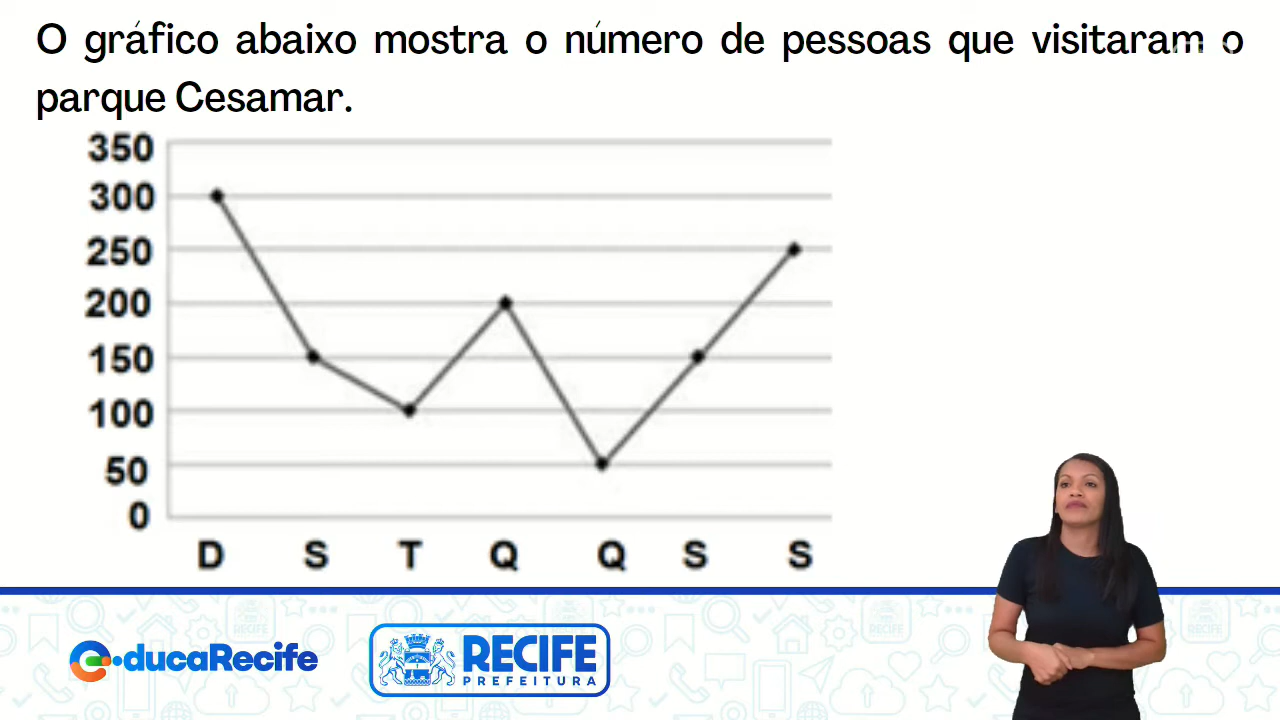 O gráfico abaixo mostra o número de pessoas que visitaram o
parque Cesamar.
350
300
250
200
150
100
50
0
D S T Q Q S S
ducaRecife
RECIFE
PREFEITURA